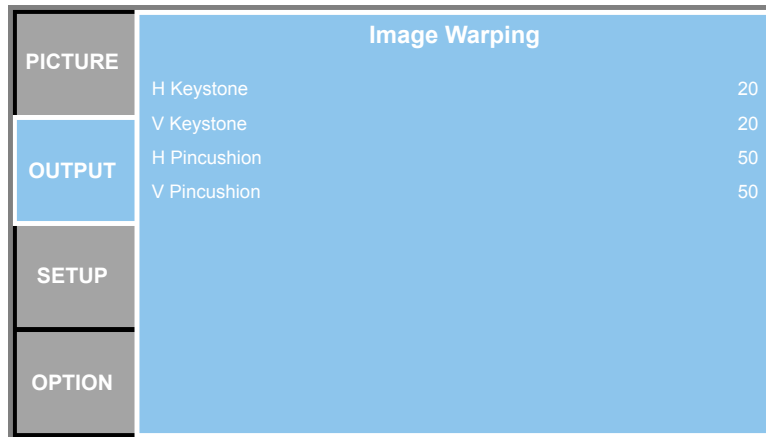 PICTURE
OUTPUT
SETUP
OPTION
Image Warping
H Keystone 20
V Keystone 20
H Pincushion 50
V Pincushion 50